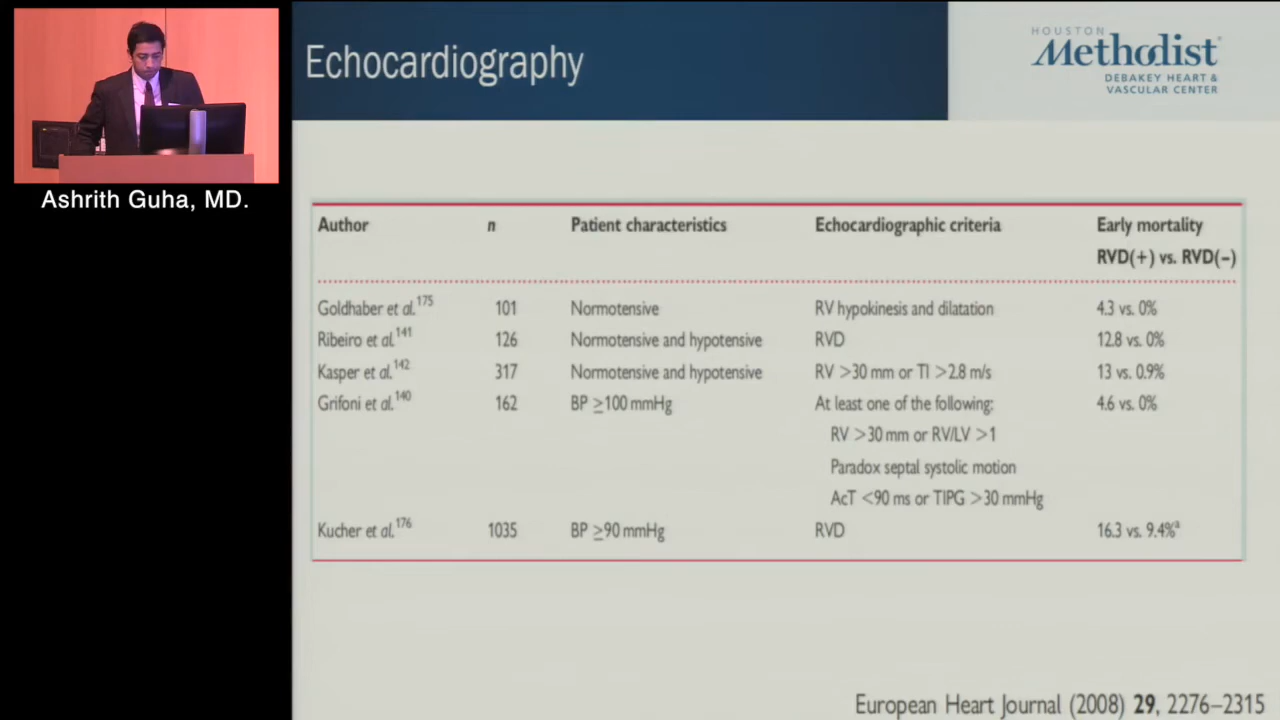 Echocardiography
HOUSTON
Methodist
DEBAKEY HEART &
VASCULAR CENTER
Ashrith Guha, MD.
Author n Patient characteristics Echocardiographic criteria Early mortality
RVD(+) vs. RVD(−)
Goldhaber et al.175 101 Normotensive RV hypokinesis and dilatation 4.3 vs. 0%
Ribeiro et al.141 126 Normotensive and hypotensive RVD 12.8 vs. 0%
Kasper et al.142 317 Normotensive and hypotensive RV >30 mm or TI >2.8 m/s 13 vs. 0.9%
Grifoni et al.140 162 BP ≥100 mmHg At least one of the following: 4.6 vs. 0%
RV >30 mm or RV/LV >1
Paradox septal systolic motion
AcT <90 ms or TIPG >30 mmHg
Kucher et al.176 1035 BP ≥90 mmHg RVD 16.3 vs. 9.4%a
European Heart Journal (2008) 29, 2276–2315